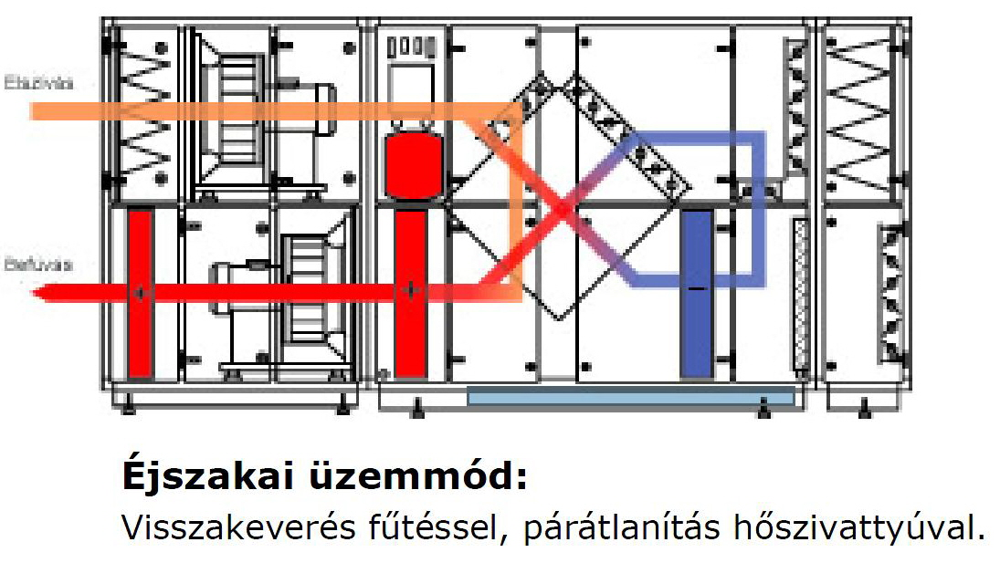 Elszívás
Befúvás
+
+
−
Éjszakai üzemmód:
Visszakeverés fűtéssel, párátlanítás hőszivattyúval.